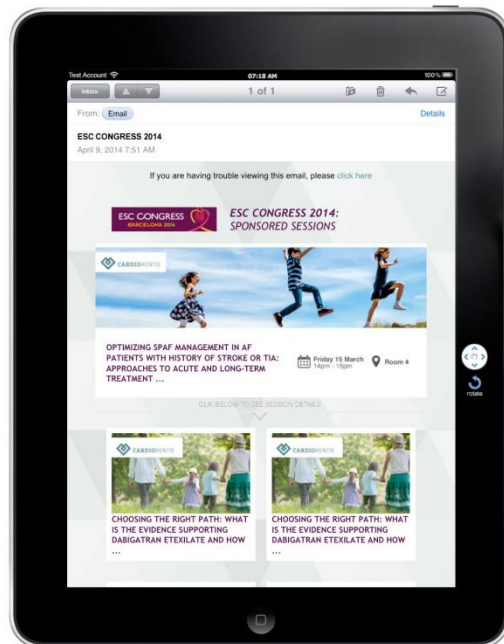 Test Account
07:18 AM
100%
Inbox
1 of 1
From: Email
Details
ESC CONGRESS 2014
April 9, 2014 7:51 AM
If you are having trouble viewing this email, please click here
ESC CONGRESS
BARCELONA 2014
ESC CONGRESS 2014:
SPONSORED SESSIONS
CARDIORENTIS
OPTIMIZING SPAF MANAGEMENT IN AF
PATIENTS WITH HISTORY OF STROKE OR TIA:
APPROACHES TO ACUTE AND LONG-TERM
TREATMENT ...
Friday 15 March
14pm - 16pm
Room 4
CLIK BELOW TO SEE SESSION DETAILS
CARDIORENTIS
CHOOSING THE RIGHT PATH: WHAT
IS THE EVIDENCE SUPPORTING
DABIGATRAN ETEXILATE AND HOW
...
CARDIORENTIS
CHOOSING THE RIGHT PATH: WHAT
IS THE EVIDENCE SUPPORTING
DABIGATRAN ETEXILATE AND HOW
...
rotate